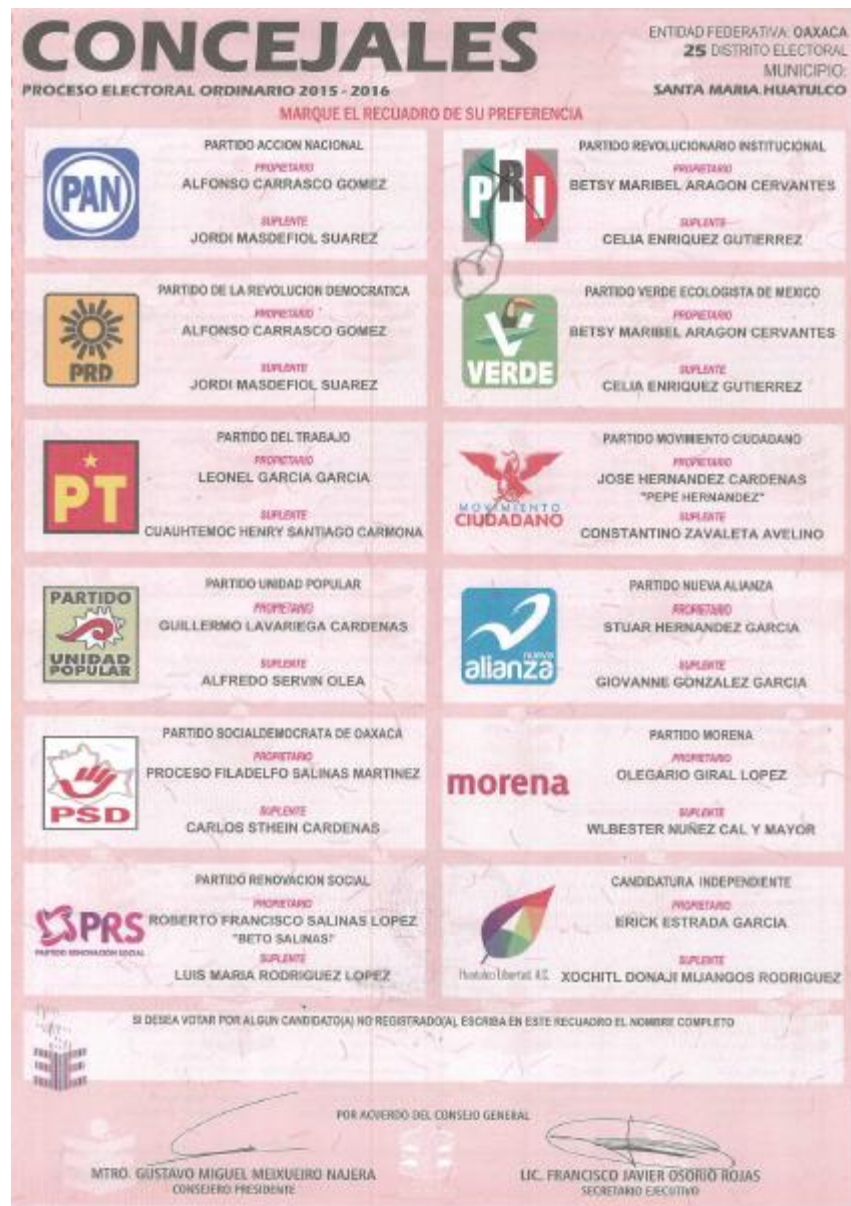 CONCEJALES
ENTIDAD FEDERATIVA: OAXACA
25 DISTRITO ELECTORAL
MUNICIPIO:
PROCESO ELECTORAL ORDINARIO 2015 - 2016
SANTA MARIA HUATULCO
MARQUE EL RECUADRO DE SU PREFERENCIA
PAN
PARTIDO ACCION NACIONAL
PROPIETARIO
ALFONSO CARRASCO GOMEZ
SUPLENTE
JORDI MASDEFIOL SUAREZ
PRI
PARTIDO REVOLUCIONARIO INSTITUCIONAL
PROPIETARIO
BETSY MARIBEL ARAGON CERVANTES
SUPLENTE
CELIA ENRIQUEZ GUTIERREZ
PRD
PARTIDO DE LA REVOLUCION DEMOCRATICA
PROPIETARIO
ALFONSO CARRASCO GOMEZ
SUPLENTE
JORDI MASDEFIOL SUAREZ
VERDE
PARTIDO VERDE ECOLOGISTA DE MEXICO
PROPIETARIO
BETSY MARIBEL ARAGON CERVANTES
SUPLENTE
CELIA ENRIQUEZ GUTIERREZ
PT
PARTIDO DEL TRABAJO
PROPIETARIO
LEONEL GARCIA GARCIA
SUPLENTE
CUAUHTEMOC HENRY SANTIAGO CARMONA
MOVIMIENTO
CIUDADANO
PARTIDO MOVIMIENTO CIUDADANO
PROPIETARIO
JOSE HERNANDEZ CARDENAS
"PEPE HERNANDEZ"
SUPLENTE
CONSTANTINO ZAVALETA AVELINO
PARTIDO
UNIDAD
POPULAR
PARTIDO UNIDAD POPULAR
PROPIETARIO
GUILLERMO LAVARIEGA CARDENAS
SUPLENTE
ALFREDO SERVIN OLEA
nueva
alianza
PARTIDO NUEVA ALIANZA
PROPIETARIO
STUAR HERNANDEZ GARCIA
SUPLENTE
GIOVANNE GONZALEZ GARCIA
PSD
PARTIDO SOCIALDEMOCRATA DE OAXACA
PROPIETARIO
PROCESO FILADELFO SALINAS MARTINEZ
SUPLENTE
CARLOS STHEIN CARDENAS
morena
PARTIDO MORENA
PROPIETARIO
OLEGARIO GIRAL LOPEZ
SUPLENTE
WLBESTER NUÑEZ CAL Y MAYOR
PRS
PARTIDO RENOVACION SOCIAL
PARTIDO RENOVACION SOCIAL
PROPIETARIO
ROBERTO FRANCISCO SALINAS LOPEZ
"BETO SALINAS"
SUPLENTE
LUIS MARIA RODRIGUEZ LOPEZ
Huatulco Libertad A.C.
CANDIDATURA INDEPENDIENTE
PROPIETARIO
ERICK ESTRADA GARCIA
SUPLENTE
XOCHITL DONAJI MIJANGOS RODRIGUEZ
SI DESEA VOTAR POR ALGUN CANDIDATO(A) NO REGISTRADO(A), ESCRIBA EN ESTE RECUADRO EL NOMBRE COMPLETO
POR ACUERDO DEL CONSEJO GENERAL
MTRO. GUSTAVO MIGUEL MEIXUEIRO NAJERA
CONSEJERO PRESIDENTE
LIC. FRANCISCO JAVIER OSORIO ROJAS
SECRETARIO EJECUTIVO